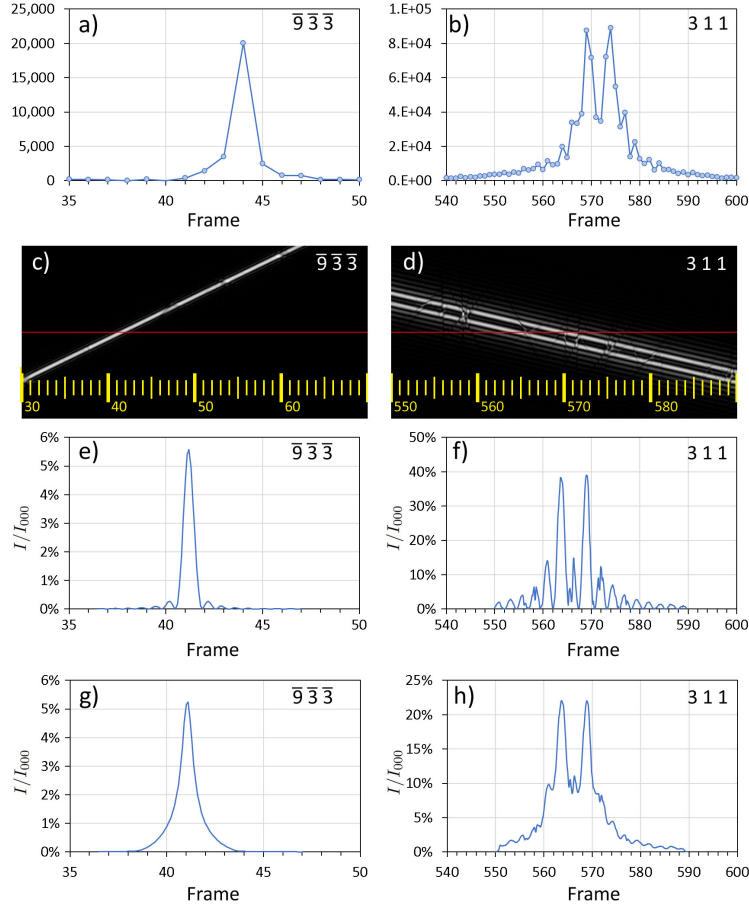 a)
9̅ 3̅ 3̅
25,000
20,000
15,000
10,000
5,000
0
35 40 45 50
Frame
b)
3 1 1
1.E+05
8.E+04
6.E+04
4.E+04
2.E+04
0.E+00
540 550 560 570 580 590 600
Frame
c)
9̅ 3̅ 3̅
30 40 50 60
d)
3 1 1
550 560 570 580
e)
9̅ 3̅ 3̅
6%
5%
4%
3%
2%
1%
0%
I/I000
35 40 45 50
Frame
f)
3 1 1
50%
40%
30%
20%
10%
0%
I/I000
540 550 560 570 580 590 600
Frame
g)
9̅ 3̅ 3̅
6%
5%
4%
3%
2%
1%
0%
I/I000
35 40 45 50
Frame
h)
3 1 1
25%
20%
15%
10%
5%
0%
I/I000
540 550 560 570 580 590 600
Frame